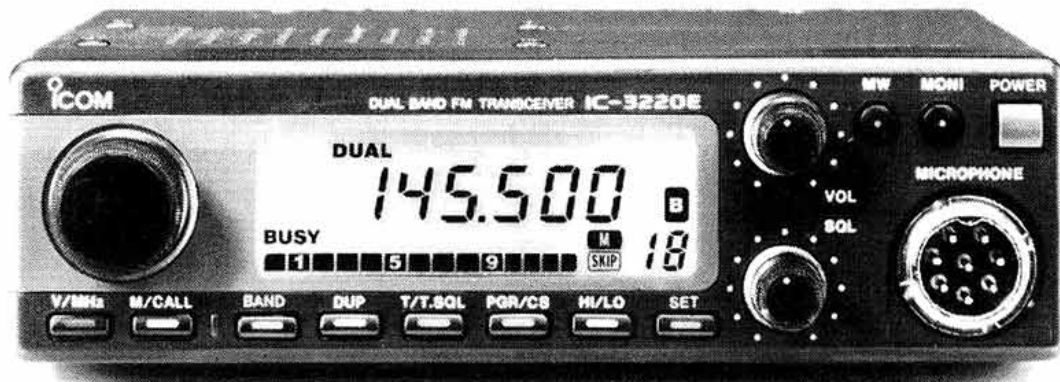 ICOM
DUAL BAND FM TRANSCEIVER IC-3220E
MW MONI POWER
DUAL
145.500
B
MICROPHONE
VOL
SQL
BUSY
M
1 5 9 SKIP 18
V/MHz M/CALL BAND DUP T/T.SQL PGR/CS HI/LO SET